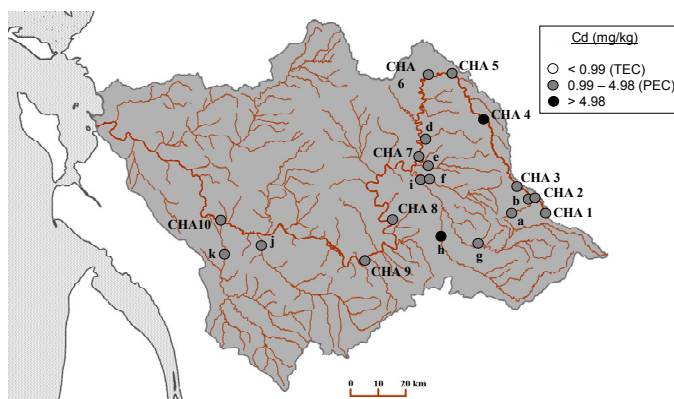 Cd (mg/kg)
< 0.99 (TEC)
0.99 – 4.98 (PEC)
> 4.98
CHA
6
CHA 5
CHA 4
d
CHA 7
e
f
i
CHA 3
b
CHA 2
a
CHA 1
CHA10
CHA 8
k
j
h
g
CHA 9
0 10 20 km